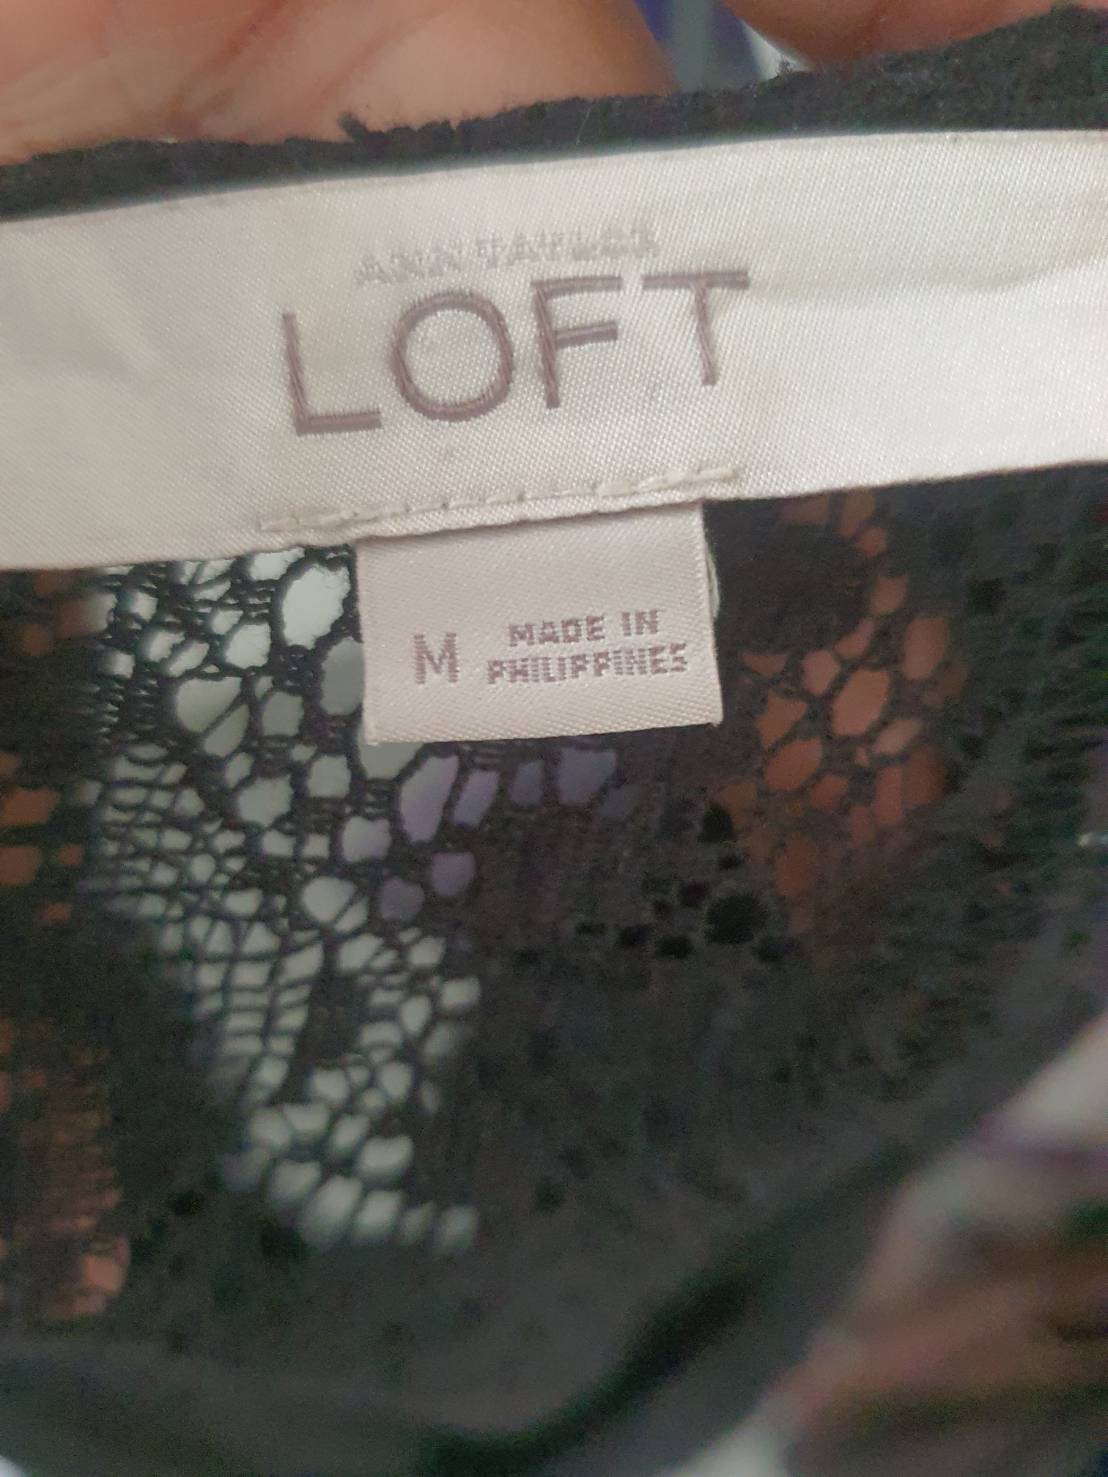 ANN TAYLOR
LOFT
M
MADE IN
PHILIPPINES